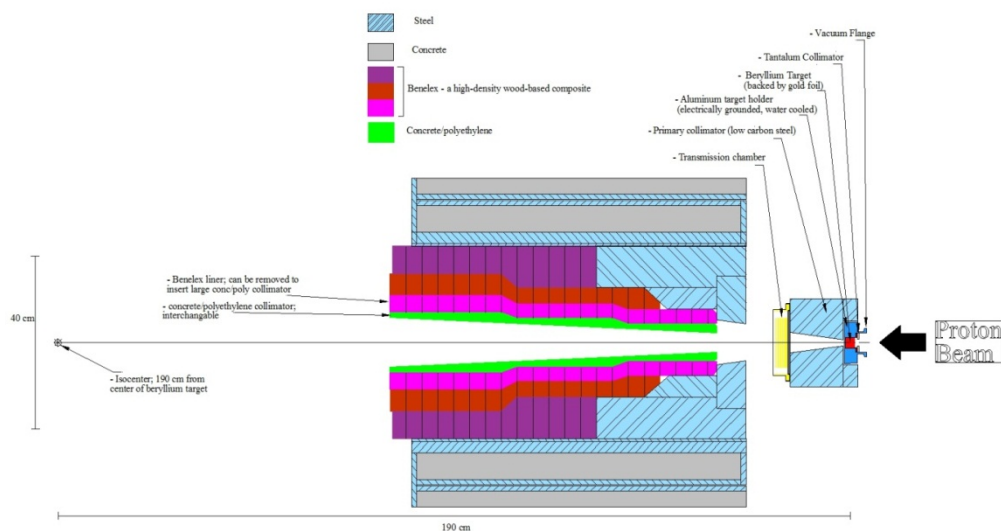 Steel
Concrete
Benelex - a high-density wood-based composite
Concrete/polyethylene
- Vacuum Flange
- Tantalum Collimator
- Beryllium Target
(backed by gold foil)
- Aluminum target holder
(electrically grounded, water cooled)
- Primary collimator (low carbon steel)
- Transmission chamber
- Benelex liner; can be removed to
insert large conc/poly collimator
- concrete/polyethylene collimator;
interchangable
40 cm
- Isocenter; 190 cm from
center of beryllium target
Proton
Beam
190 cm